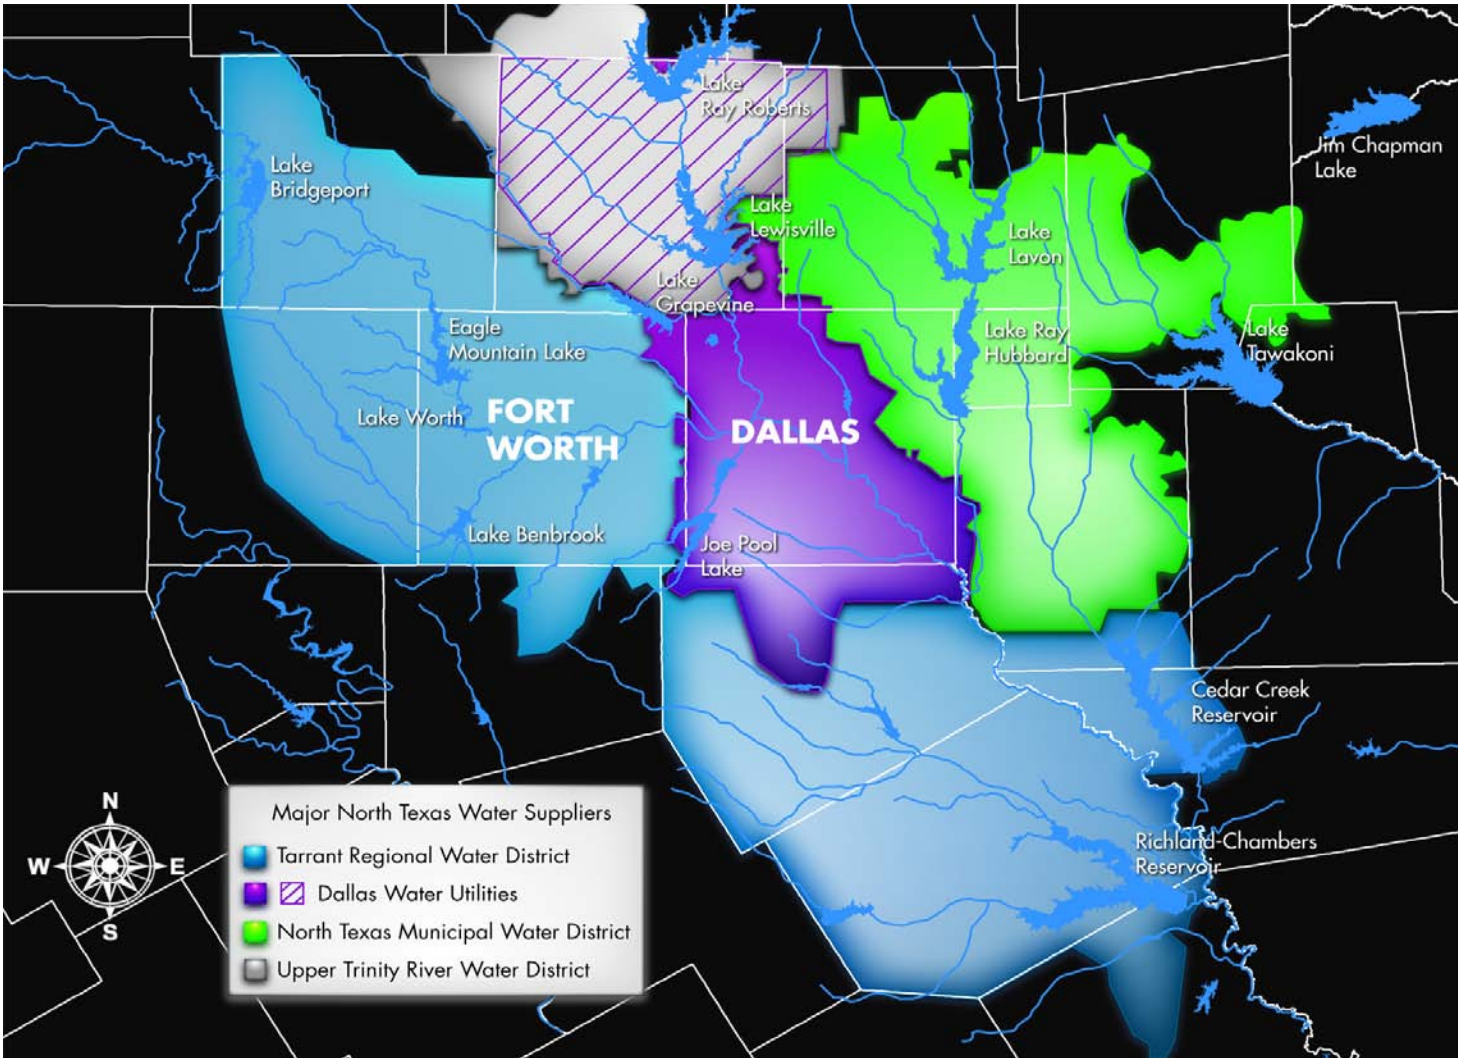 Lake
Ray Roberts
Jim Chapman
Lake
Lake
Bridgeport
Lake
Lewisville
Lake
Lavon
Lake
Grapevine
Eagle
Mountain Lake
Lake Ray
Hubbard
Lake
Tawakoni
Lake Worth
FORT
WORTH
DALLAS
Lake Benbrook
Joe Pool
Lake
Cedar Creek
Reservoir
Richland-Chambers
Reservoir
N
W
E
S
Major North Texas Water Suppliers
Tarrant Regional Water District
Dallas Water Utilities
North Texas Municipal Water District
Upper Trinity River Water District